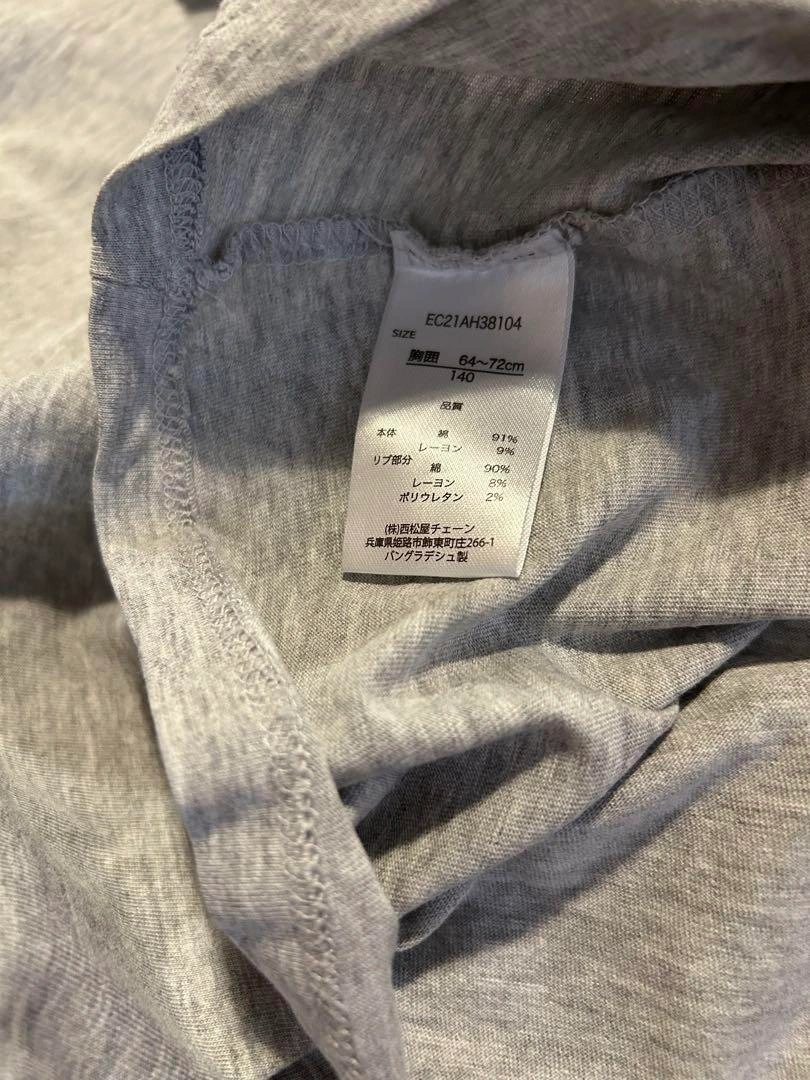 EC21AH38104
SIZE
胸囲 64〜72cm
140
品質
本体 綿 91%
レーヨン 9%
リブ部分
綿 90%
レーヨン 8%
ポリウレタン 2%
(株)西松屋チェーン
兵庫県姫路市飾東町庄266-1
バングラデシュ製